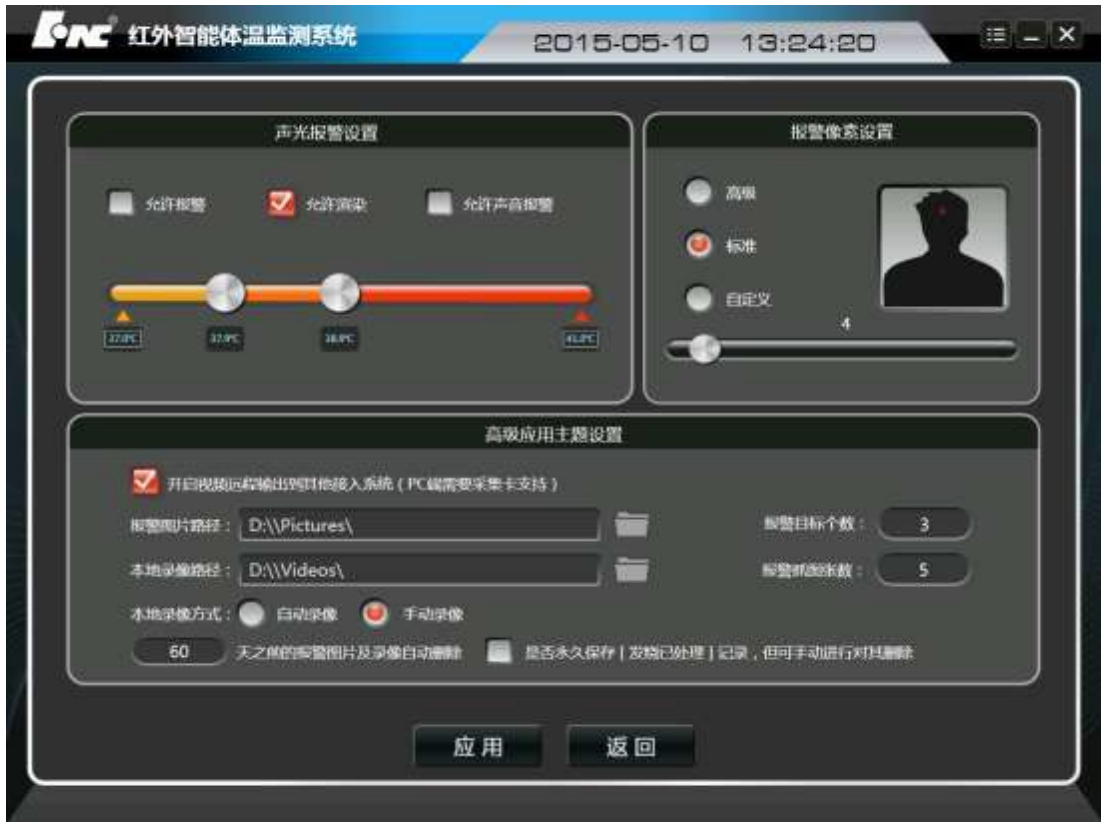 红外智能体温监测系统
2015-05-10 13:24:20
声光报警设置
允许报警 允许渲染 允许声音报警
37.9℃ 38.9℃ 41.2℃
报警像素设置
高级
标准
自定义
4
高级应用主题设置
开启视频远程输出到其他接入系统（PC端需要采集卡支持）
报警图片路径： D:\\Pictures\ 报警目标个数： 3
本地录像路径： D:\\Videos\ 报警抓图张数： 5
本地录像方式： 自动录像 手动录像
60 天之前的报警图片及录像自动删除 是否永久保存[发烧已处理]记录，但可手动进行对其删除
应用 返回